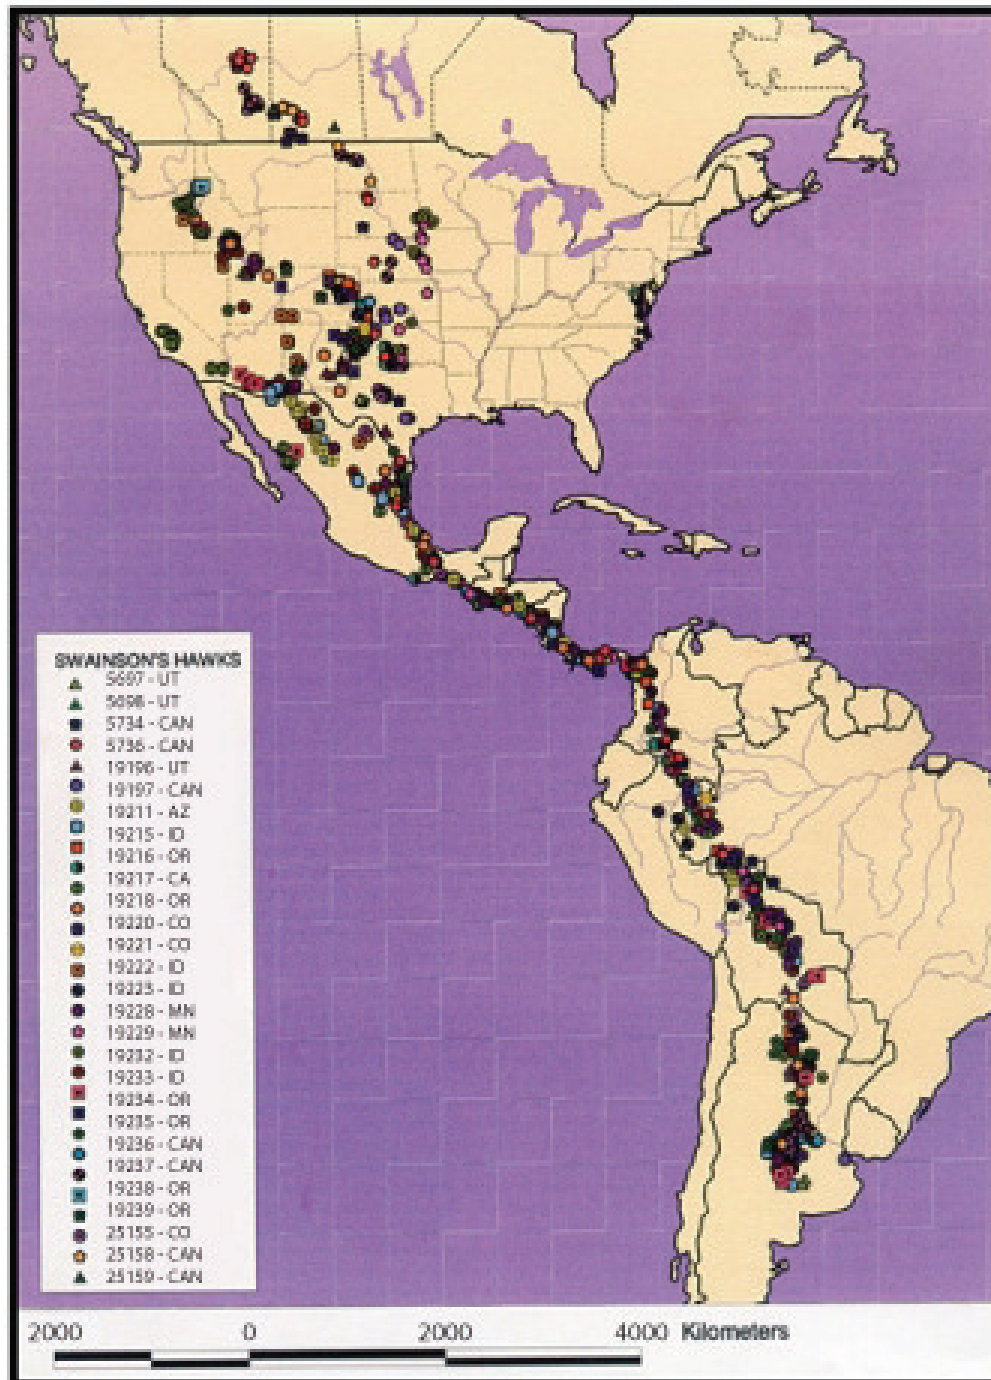 SWAINSON'S HAWKS
5697 - UT
5698 - UT
5734 - CAN
5736 - CAN
19196 - UT
19197 - CAN
19211 - AZ
19215 - ID
19216 - OR
19217 - CA
19218 - OR
19220 - CO
19221 - CO
19222 - ID
19223 - ID
19228 - MN
19229 - MN
19232 - ID
19233 - ID
19234 - OR
19235 - OR
19236 - CAN
19237 - CAN
19238 - OR
19239 - OR
25155 - CO
25158 - CAN
25159 - CAN
2000 0 2000 4000 Kilometers